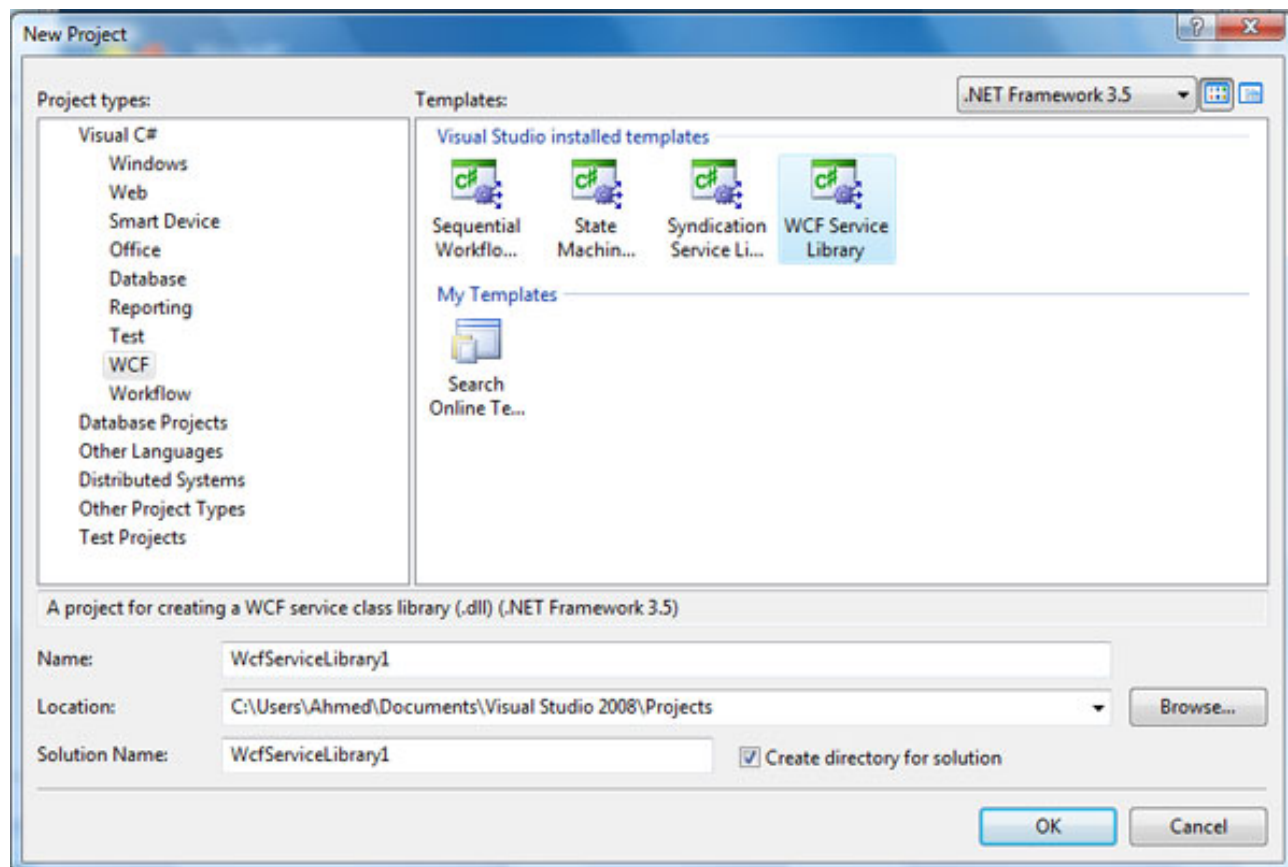 New Project
Project types:
Templates:
.NET Framework 3.5
Visual C#
Windows
Web
Smart Device
Office
Database
Reporting
Test
WCF
Workflow
Database Projects
Other Languages
Distributed Systems
Other Project Types
Test Projects
Visual Studio installed templates
Sequential
Workflo...
State
Machin...
Syndication
Service Li...
WCF Service
Library
My Templates
Search
Online Te...
A project for creating a WCF service class library (.dll) (.NET Framework 3.5)
Name:
WcfServiceLibrary1
Location:
C:\Users\Ahmed\Documents\Visual Studio 2008\Projects
Browse...
Solution Name:
WcfServiceLibrary1
Create directory for solution
OK
Cancel